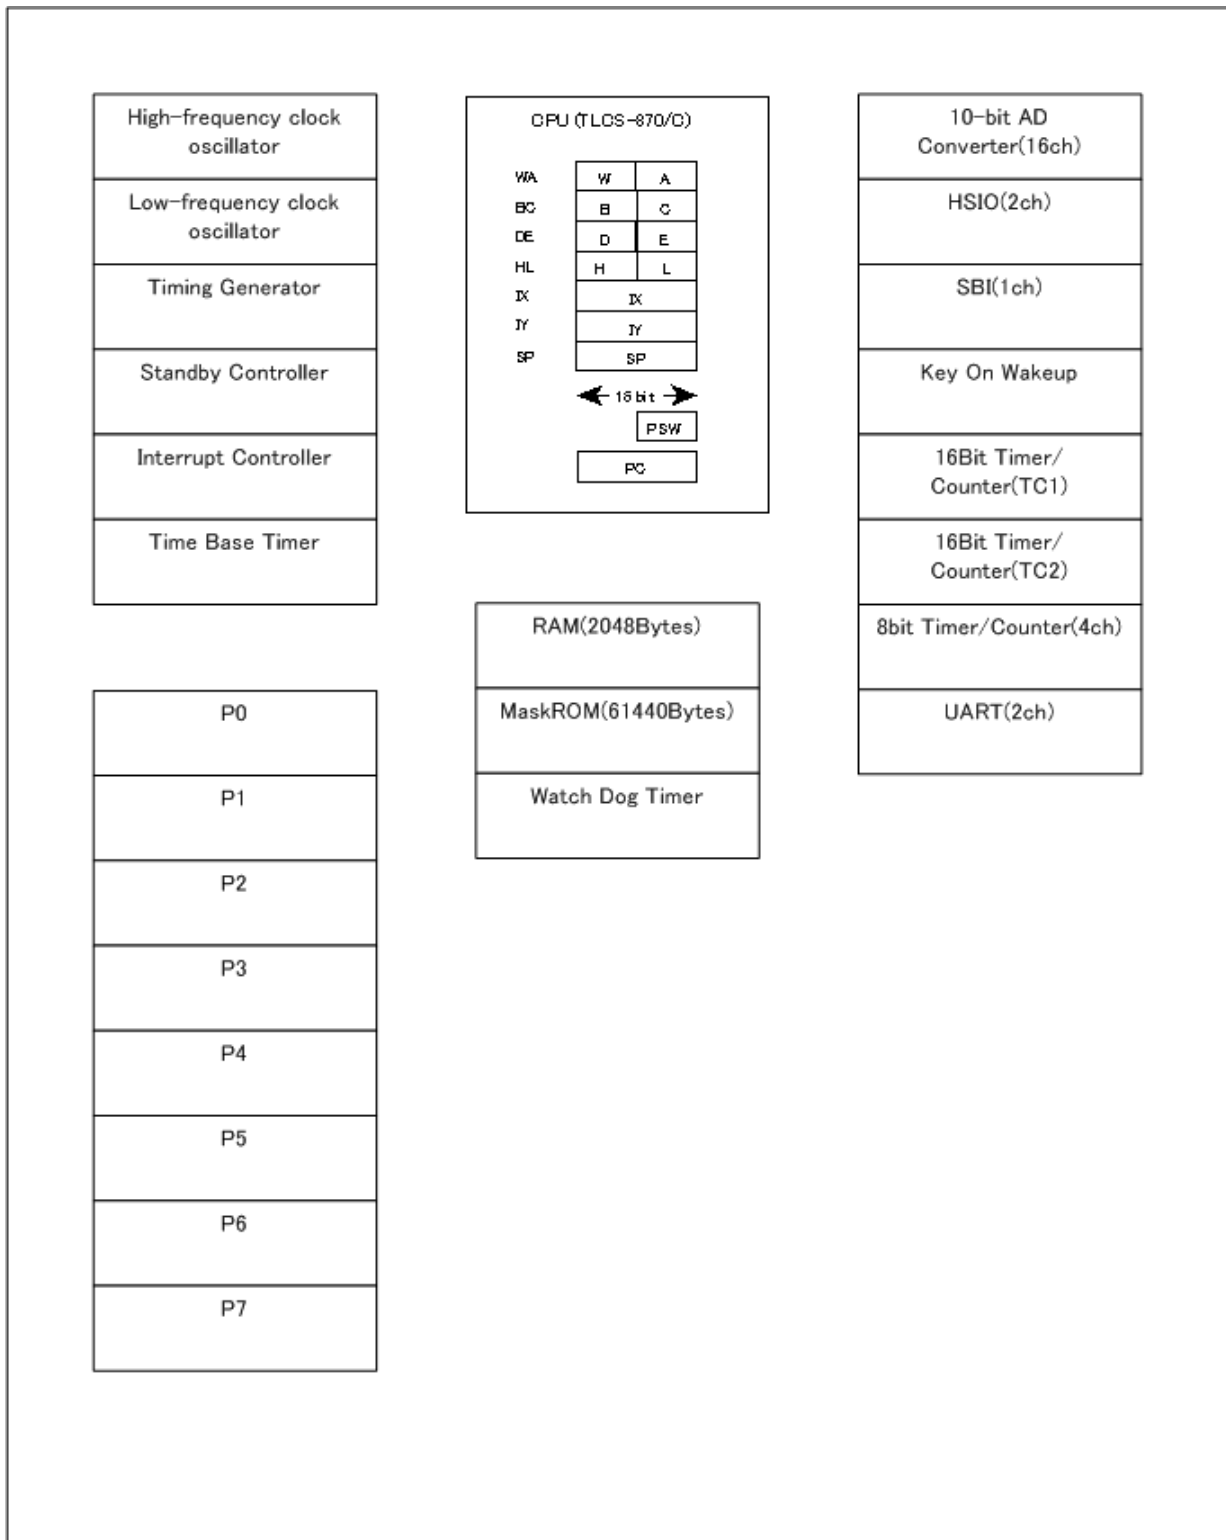 High-frequency clock
oscillator
Low-frequency clock
oscillator
Timing Generator
Standby Controller
Interrupt Controller
Time Base Timer
P0
P1
P2
P3
P4
P5
P6
P7
CPU (TLCS-870/C)
WA W A
BC B C
DE D E
HL H L
IX IX
IY IY
SP SP
16bit
PSW
PC
RAM(2048Bytes)
MaskROM(61440Bytes)
Watch Dog Timer
10-bit AD
Converter(16ch)
HSIO(2ch)
SBI(1ch)
Key On Wakeup
16Bit Timer/
Counter(TC1)
16Bit Timer/
Counter(TC2)
8bit Timer/Counter(4ch)
UART(2ch)